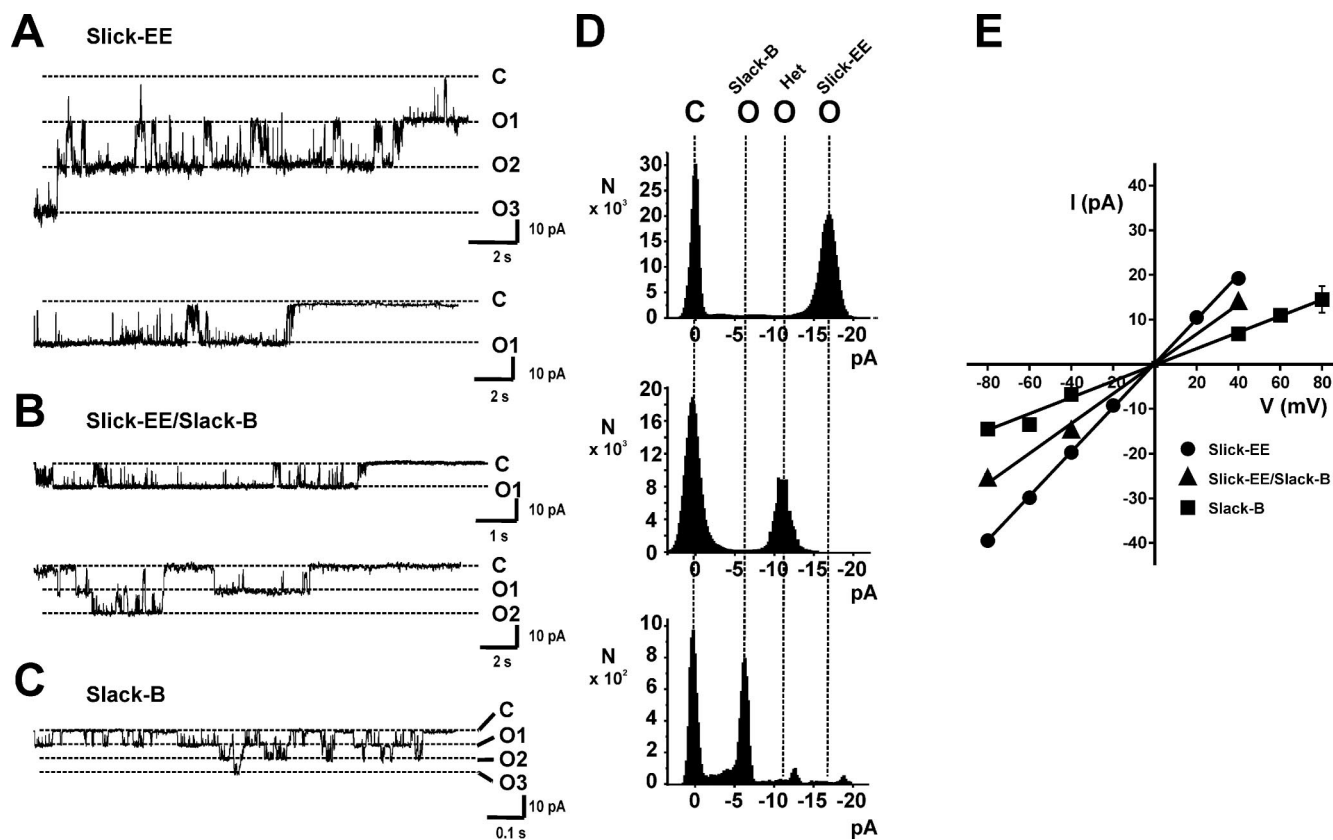 A
Slick-EE
C
O1
O2
O3
10 pA
2 s
C
O1
10 pA
2 s
B
Slick-EE/Slack-B
C
O1
10 pA
1 s
C
O1
O2
10 pA
2 s
C
Slack-B
C
O1
O2
O3
10 pA
0.1 s
D
Slack-B
Het
Slick-EE
C O O O
N
x 10³
30
25
20
15
10
5
0
0 -5 -10 -15 -20
pA
N
x 10³
20
16
12
8
4
0
0 -5 -10 -15 -20
pA
N
x 10²
10
8
6
4
2
0
0 -5 -10 -15 -20
pA
E
I (pA)
40
30
20
10
-80 -60 -40 -20 20 40 60 80
V (mV)
-10
-20
-30
-40
Slick-EE
Slick-EE/Slack-B
Slack-B